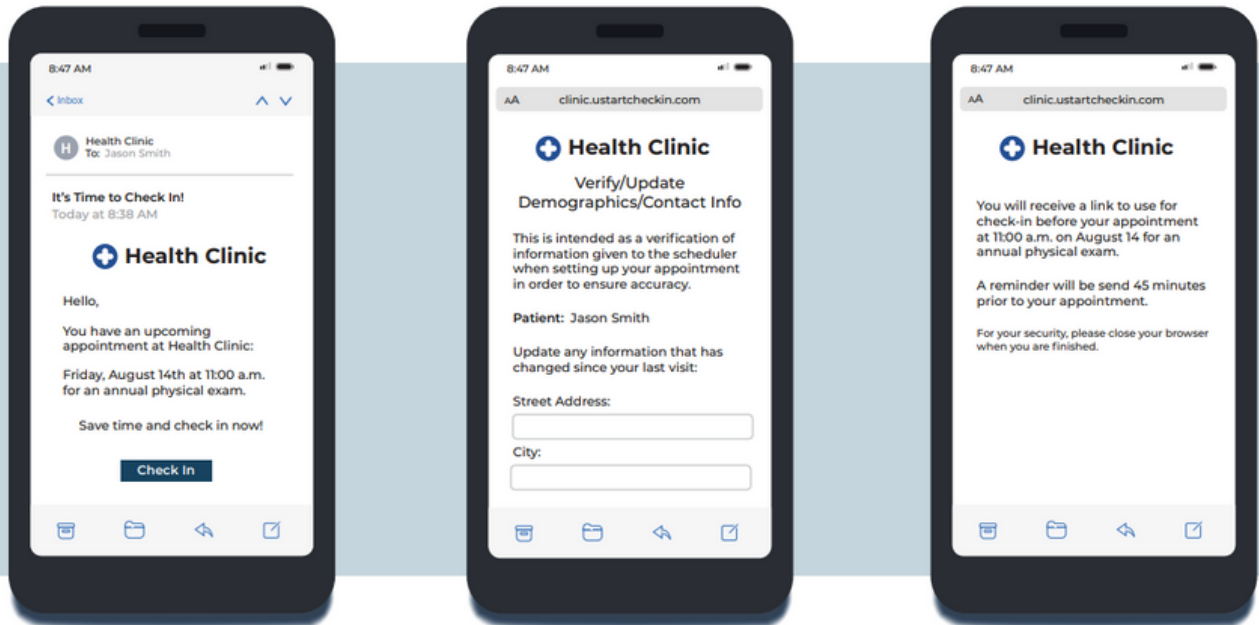 8:47 AM
Inbox
H
Health Clinic
To: Jason Smith
It's Time to Check In!
Today at 8:38 AM
Health Clinic
Hello,
You have an upcoming
appointment at Health Clinic:
Friday, August 14th at 11:00 a.m.
for an annual physical exam.
Save time and check in now!
Check In
8:47 AM
AA clinic.ustartcheckin.com
Health Clinic
Verify/Update
Demographics/Contact Info
This is intended as a verification of
information given to the scheduler
when setting up your appointment
in order to ensure accuracy.
Patient: Jason Smith
Update any information that has
changed since your last visit:
Street Address:
City:
8:47 AM
AA clinic.ustartcheckin.com
Health Clinic
You will receive a link to use for
check-in before your appointment
at 11:00 a.m. on August 14 for an
annual physical exam.
A reminder will be send 45 minutes
prior to your appointment.
For your security, please close your browser
when you are finished.